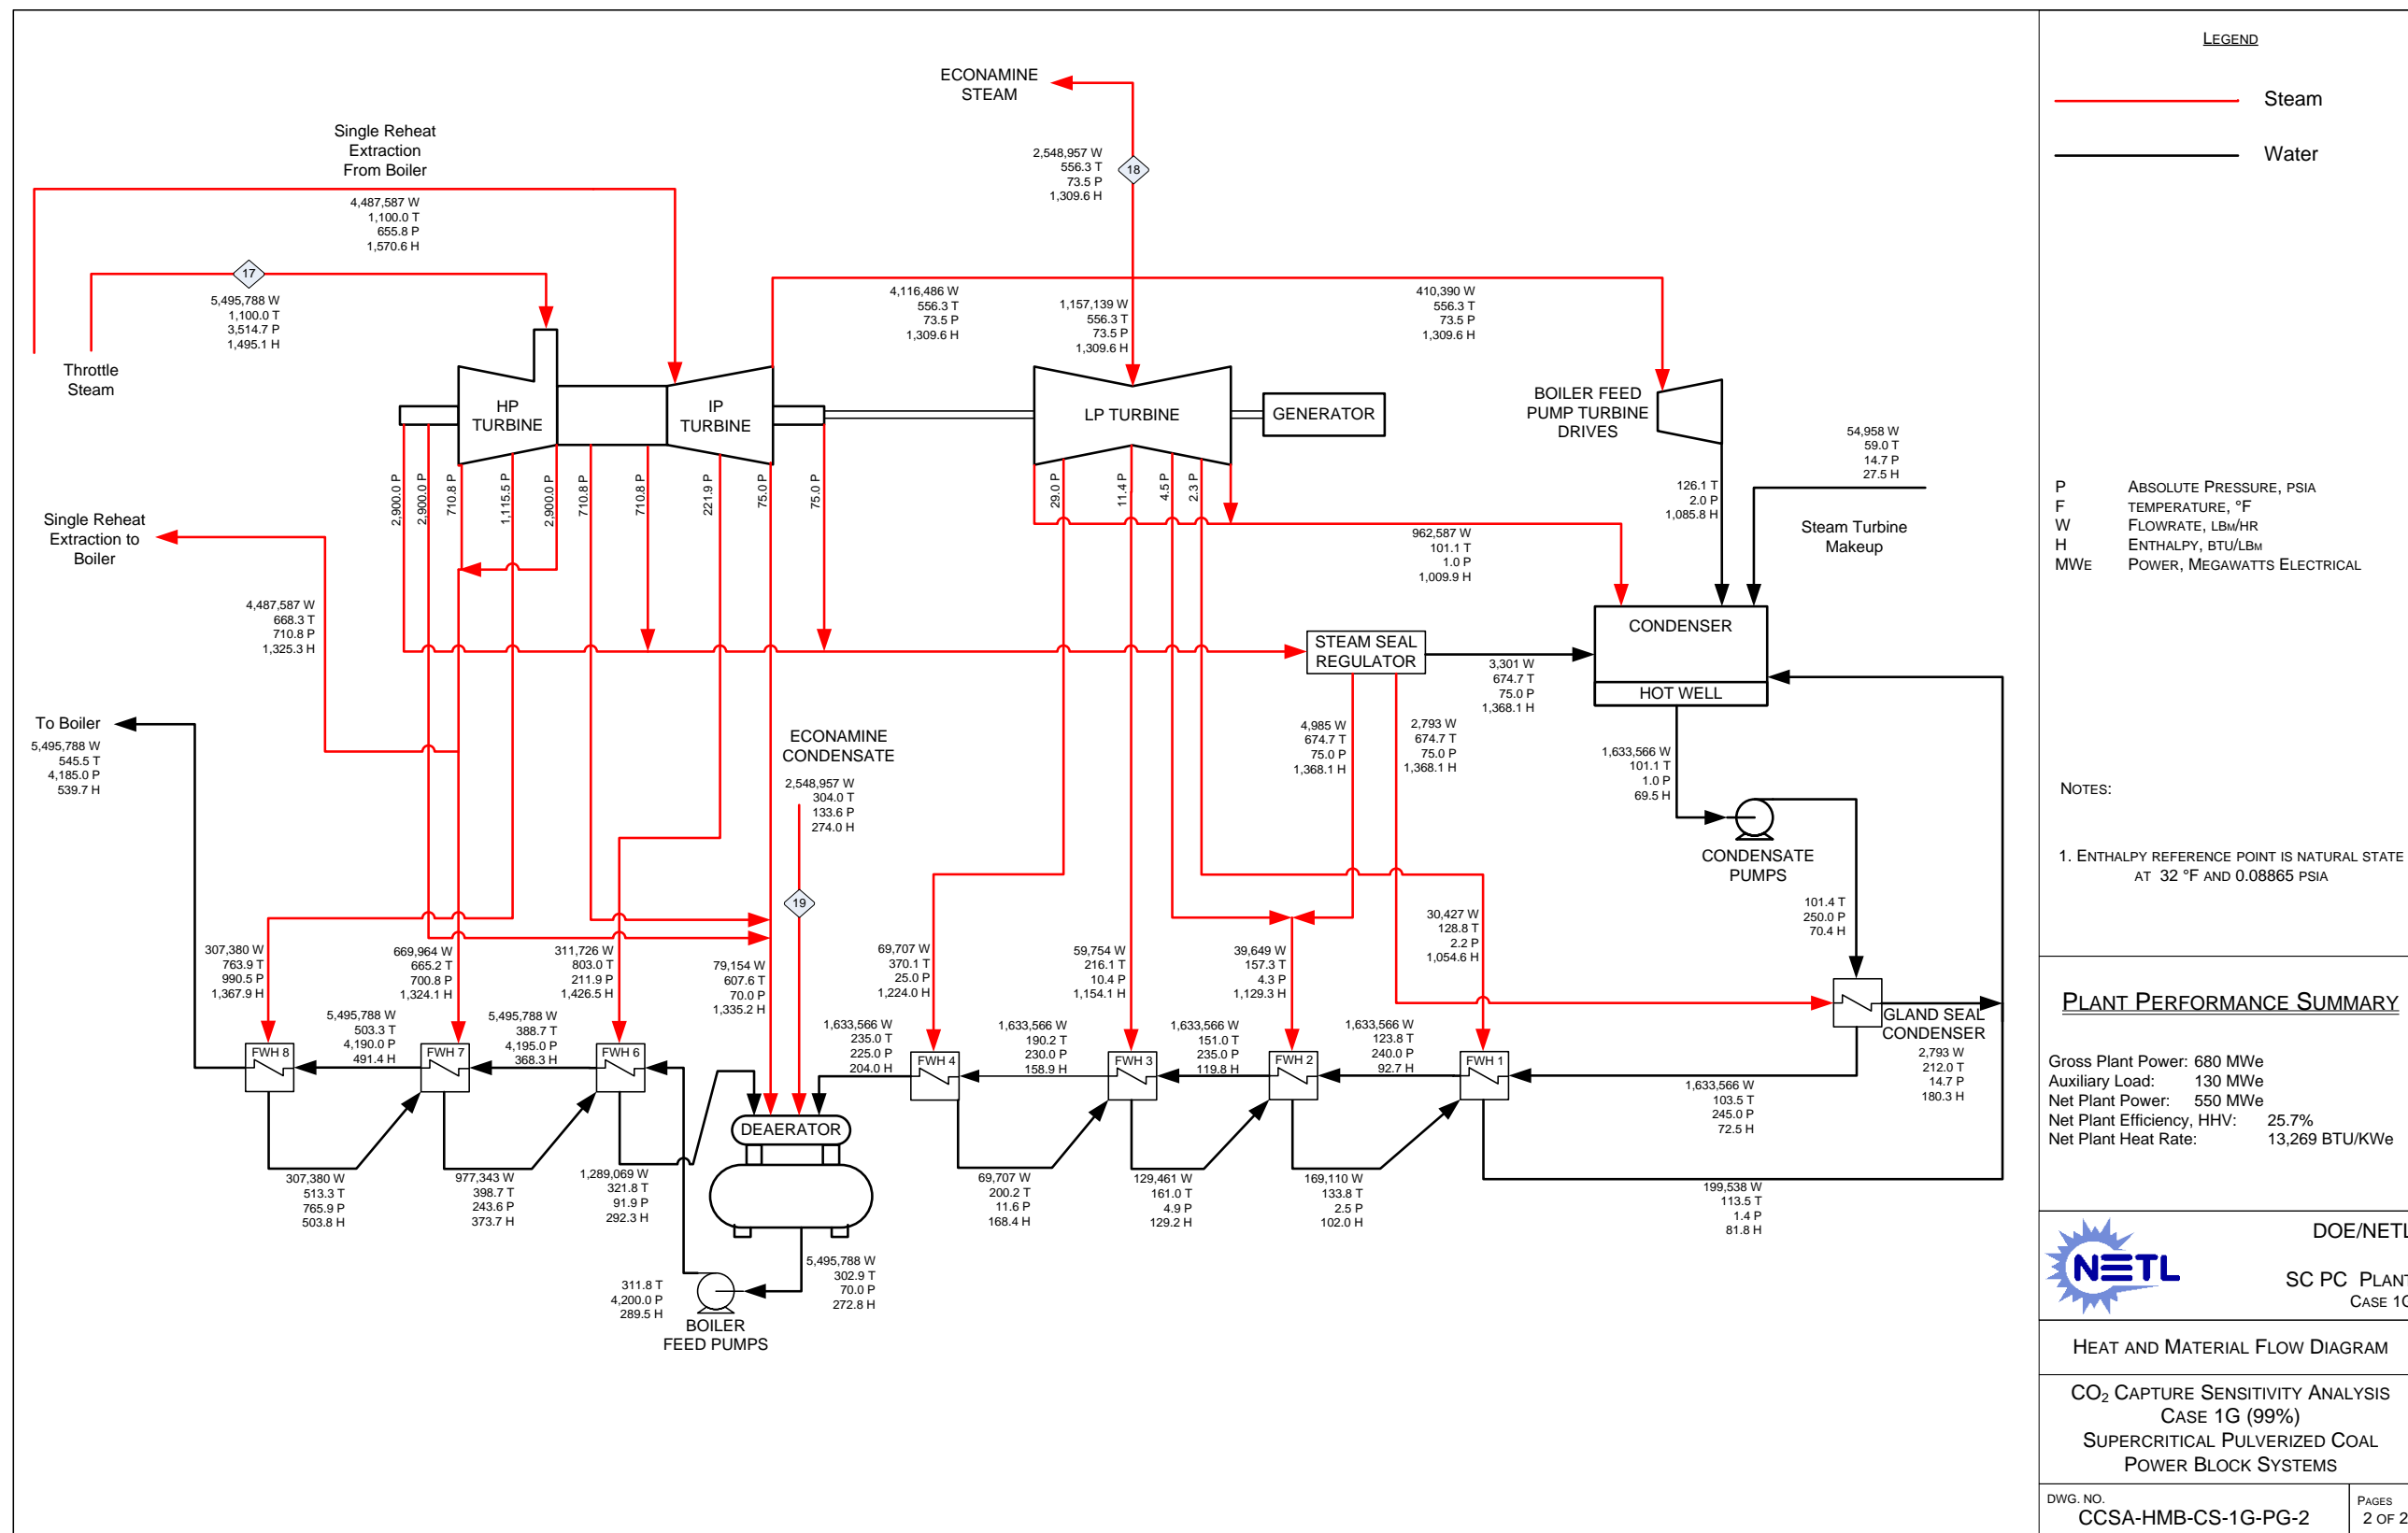 ECONAMINE
STEAM
Single Reheat
Extraction
From Boiler
2,548,957 W
556.3 T
73.5 P
1,309.6 H
18
4,487,587 W
1,100.0 T
655.8 P
1,570.6 H
17
5,495,788 W
1,100.0 T
3,514.7 P
1,495.1 H
Throttle
Steam
4,116,486 W
556.3 T
73.5 P
1,309.6 H
1,157,139 W
556.3 T
73.5 P
1,309.6 H
410,390 W
556.3 T
73.5 P
1,309.6 H
HP
TURBINE
IP
TURBINE
LP TURBINE
GENERATOR
BOILER FEED
PUMP TURBINE
DRIVES
54,958 W
59.0 T
14.7 P
27.5 H
2,900.0 P
2,900.0 P
710.8 P
1,115.5 P
2,900.0 P
710.8 P
710.8 P
221.9 P
75.0 P
75.0 P
29.0 P
11.4 P
4.5 P
2.3 P
126.1 T
2.0 P
1,085.8 H
Steam Turbine
Makeup
Single Reheat
Extraction to
Boiler
962,587 W
101.1 T
1.0 P
1,009.9 H
4,487,587 W
668.3 T
710.8 P
1,325.3 H
STEAM SEAL
REGULATOR
CONDENSER
HOT WELL
3,301 W
674.7 T
75.0 P
1,368.1 H
To Boiler
5,495,788 W
545.5 T
4,185.0 P
539.7 H
ECONAMINE
CONDENSATE
2,548,957 W
304.0 T
133.6 P
274.0 H
4,985 W
674.7 T
75.0 P
1,368.1 H
2,793 W
674.7 T
75.0 P
1,368.1 H
1,633,566 W
101.1 T
1.0 P
69.5 H
CONDENSATE
PUMPS
19
101.4 T
250.0 P
70.4 H
307,380 W
763.9 T
990.5 P
1,367.9 H
669,964 W
665.2 T
700.8 P
1,324.1 H
311,726 W
803.0 T
211.9 P
1,426.5 H
79,154 W
607.6 T
70.0 P
1,335.2 H
69,707 W
370.1 T
25.0 P
1,224.0 H
59,754 W
216.1 T
10.4 P
1,154.1 H
39,649 W
157.3 T
4.3 P
1,129.3 H
30,427 W
128.8 T
2.2 P
1,054.6 H
GLAND SEAL
CONDENSER
2,793 W
212.0 T
14.7 P
180.3 H
5,495,788 W
503.3 T
4,190.0 P
491.4 H
5,495,788 W
388.7 T
4,195.0 P
368.3 H
1,633,566 W
235.0 T
225.0 P
204.0 H
1,633,566 W
190.2 T
230.0 P
158.9 H
1,633,566 W
151.0 T
235.0 P
119.8 H
1,633,566 W
123.8 T
240.0 P
92.7 H
1,633,566 W
103.5 T
245.0 P
72.5 H
FWH 8
FWH 7
FWH 6
FWH 4
FWH 3
FWH 2
FWH 1
DEAERATOR
307,380 W
513.3 T
765.9 P
503.8 H
977,343 W
398.7 T
243.6 P
373.7 H
1,289,069 W
321.8 T
91.9 P
292.3 H
69,707 W
200.2 T
11.6 P
168.4 H
129,461 W
161.0 T
4.9 P
129.2 H
169,110 W
133.8 T
2.5 P
102.0 H
199,538 W
113.5 T
1.4 P
81.8 H
5,495,788 W
302.9 T
70.0 P
272.8 H
311.8 T
4,200.0 P
289.5 H
BOILER
FEED PUMPS
LEGEND
Steam
Water
P ABSOLUTE PRESSURE, PSIA
F TEMPERATURE, °F
W FLOWRATE, LBM/HR
H ENTHALPY, BTU/LBM
MWE POWER, MEGAWATTS ELECTRICAL
NOTES:
1. ENTHALPY REFERENCE POINT IS NATURAL STATE
AT 32 °F AND 0.08865 PSIA
PLANT PERFORMANCE SUMMARY
Gross Plant Power: 680 MWe
Auxiliary Load: 130 MWe
Net Plant Power: 550 MWe
Net Plant Efficiency, HHV: 25.7%
Net Plant Heat Rate: 13,269 BTU/KWe
NETL
DOE/NETL
SC PC PLANT
CASE 1G
HEAT AND MATERIAL FLOW DIAGRAM
CO₂ CAPTURE SENSITIVITY ANALYSIS
CASE 1G (99%)
SUPERCRITICAL PULVERIZED COAL
POWER BLOCK SYSTEMS
DWG. NO.
CCSA-HMB-CS-1G-PG-2
PAGES
2 OF 2